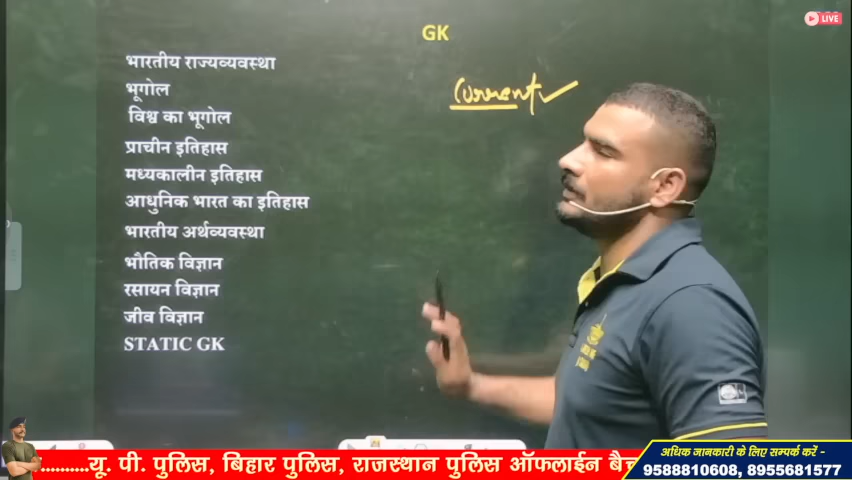 LIVE
GK
भारतीय राज्यव्यवस्था
Current
भूगोल
विश्व का भूगोल
प्राचीन इतिहास
मध्यकालीन इतिहास
आधुनिक भारत का इतिहास
भारतीय अर्थव्यवस्था
भौतिक विज्ञान
रसायन विज्ञान
जीव विज्ञान
STATIC GK
..........यू. पी. पुलिस, बिहार पुलिस, राजस्थान पुलिस ऑफलाईन
अधिक जानकारी के लिए सम्पर्क करें -
9588810608, 8955681577